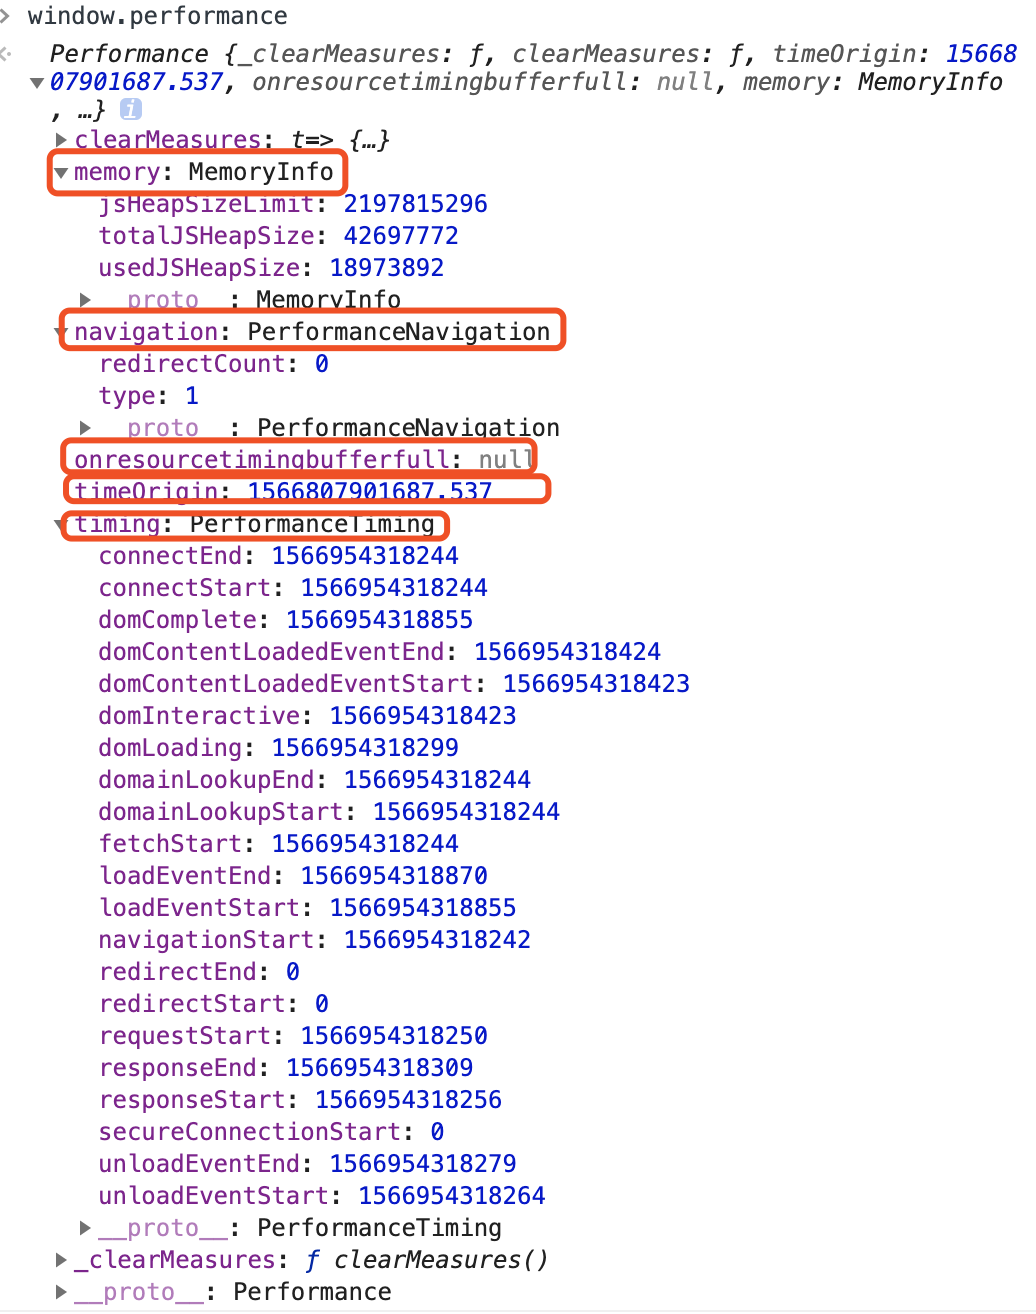 window.performance
Performance {_clearMeasures: ƒ, clearMeasures: ƒ, timeOrigin: 15668
07901687.537, onresourcetimingbufferfull: null, memory: MemoryInfo
, …} i
clearMeasures: t=> {…}
memory: MemoryInfo
jsHeapSizeLimit: 2197815296
totalJSHeapSize: 42697772
usedJSHeapSize: 18973892
__proto__: MemoryInfo
navigation: PerformanceNavigation
redirectCount: 0
type: 1
__proto__: PerformanceNavigation
onresourcetimingbufferfull: null
timeOrigin: 1566807901687.537
timing: PerformanceTiming
connectEnd: 1566954318244
connectStart: 1566954318244
domComplete: 1566954318855
domContentLoadedEventEnd: 1566954318424
domContentLoadedEventStart: 1566954318423
domInteractive: 1566954318423
domLoading: 1566954318299
domainLookupEnd: 1566954318244
domainLookupStart: 1566954318244
fetchStart: 1566954318244
loadEventEnd: 1566954318870
loadEventStart: 1566954318855
navigationStart: 1566954318242
redirectEnd: 0
redirectStart: 0
requestStart: 1566954318250
responseEnd: 1566954318309
responseStart: 1566954318256
secureConnectionStart: 0
unloadEventEnd: 1566954318279
unloadEventStart: 1566954318264
__proto__: PerformanceTiming
_clearMeasures: ƒ clearMeasures()
__proto__: Performance